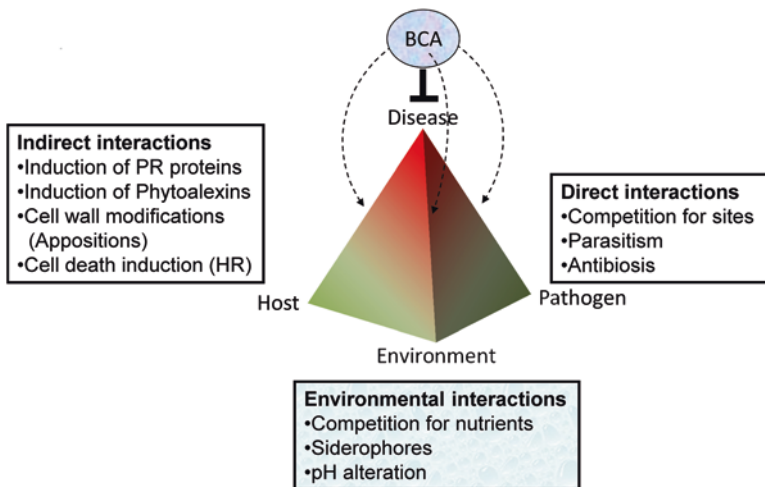 BCA
Disease
Indirect interactions
•Induction of PR proteins
•Induction of Phytoalexins
•Cell wall modifications
(Appositions)
•Cell death induction (HR)
Direct interactions
•Competition for sites
•Parasitism
•Antibiosis
Host
Pathogen
Environment
Environmental interactions
•Competition for nutrients
•Siderophores
•pH alteration